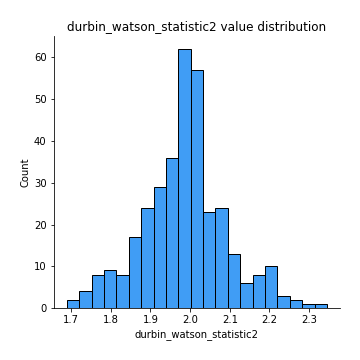 durbin_watson_statistic2 value distribution
60
50
40
30
20
10
0
Count
1.7 1.8 1.9 2.0 2.1 2.2 2.3
durbin_watson_statistic2